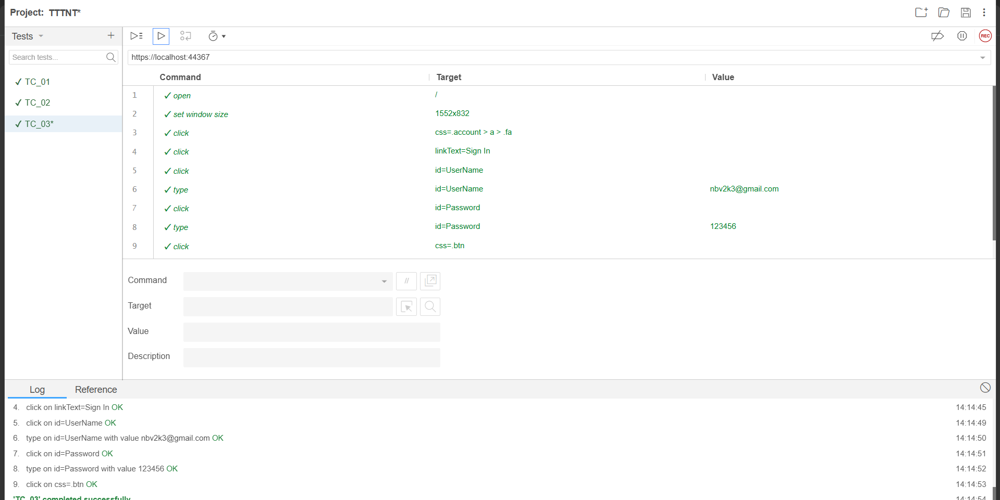 Project: TTTNT*
Tests
Search tests...
TC_01
TC_02
TC_03*
REC
https://localhost:44367
Command Target Value
1 ✓ open /
2 ✓ set window size 1552x832
3 ✓ click css=.account > a > .fa
4 ✓ click linkText=Sign In
5 ✓ click id=UserName
6 ✓ type id=UserName nbv2k3@gmail.com
7 ✓ click id=Password
8 ✓ type id=Password 123456
9 ✓ click css=.btn
Command //
Target
Value
Description
Log Reference
4. click on linkText=Sign In OK 14:14:45
5. click on id=UserName OK 14:14:49
6. type on id=UserName with value nbv2k3@gmail.com OK 14:14:50
7. click on id=Password OK 14:14:51
8. type on id=Password with value 123456 OK 14:14:52
9. click on css=.btn OK 14:14:53
'TC_03' completed successfully 14:14:54